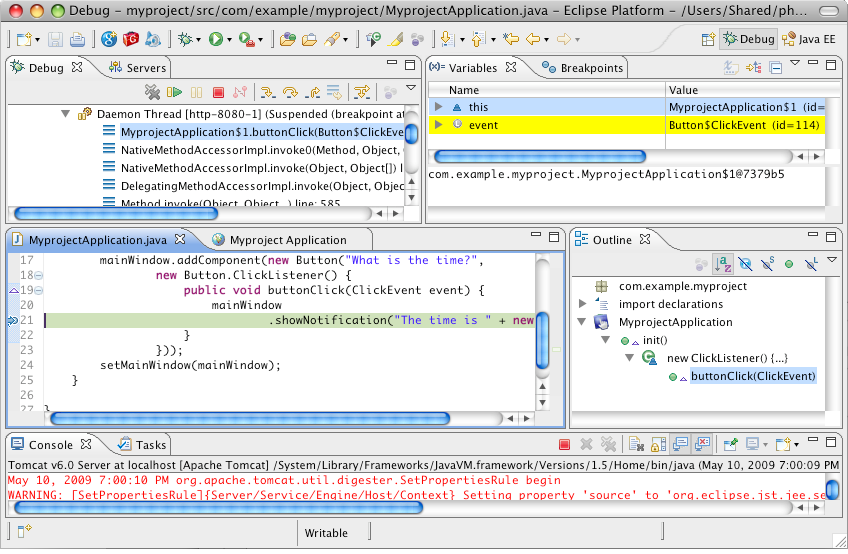 Debug - myproject/src/com/example/myproject/MyprojectApplication.java - Eclipse Platform - /Users/Shared/ph...
Debug
Java EE
Debug
Servers
Daemon Thread [http-8080-1] (Suspended (breakpoint at
MyprojectApplication$1.buttonClick(Button$ClickEve
NativeMethodAccessorImpl.invoke0(Method, Object,
NativeMethodAccessorImpl.invoke(Object, Object[]) l
DelegatingMethodAccessorImpl.invoke(Object, Object
Method.invoke(Object, Object...) line: 585
Variables
Breakpoints
Name Value
this MyprojectApplication$1 (id=
event Button$ClickEvent (id=114)
com.example.myproject.MyprojectApplication$1@7379b5
MyprojectApplication.java
Myproject Application
17 mainWindow.addComponent(new Button("What is the time?",
18 new Button.ClickListener() {
19 public void buttonClick(ClickEvent event) {
20 mainWindow
21 .showNotification("The time is " + new
22 }
23 }));
24 setMainWindow(mainWindow);
25 }
26
27 }
Outline
com.example.myproject
import declarations
MyprojectApplication
init()
new ClickListener() {...}
buttonClick(ClickEvent)
Console
Tasks
Tomcat v6.0 Server at localhost [Apache Tomcat] /System/Library/Frameworks/JavaVM.framework/Versions/1.5/Home/bin/java (May 10, 2009 7:00:09 PM
May 10, 2009 7:00:10 PM org.apache.tomcat.util.digester.SetPropertiesRule begin
WARNING: [SetPropertiesRule]{Server/Service/Engine/Host/Context} Setting property 'source' to 'org.eclipse.jst.jee.se
Writable